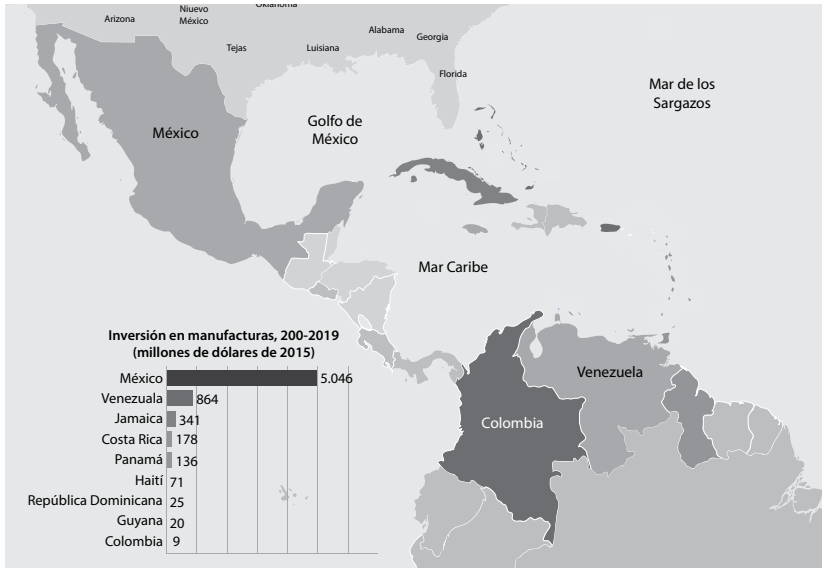 Oklahoma
Niuevo
México
Arizona
Tejas
Luisiana
Alabama
Georgia
Florida
Mar de los
Sargazos
Golfo de
México
México
Mar Caribe
Venezuela
Colombia
Inversión en manufacturas, 200-2019
(millones de dólares de 2015)
México 5.046
Venezuala 864
Jamaica 341
Costa Rica 178
Panamá 136
Haití 71
República Dominicana 25
Guyana 20
Colombia 9